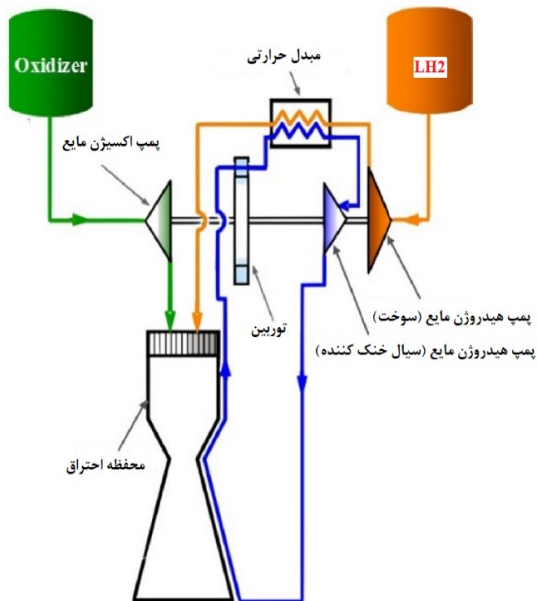 Oxidizer
LH2
مبدل حرارتی
پمپ اکسیژن مایع
توربین
پمپ هیدروژن مایع (سوخت)
پمپ هیدروژن مایع (سیال خنک کننده)
محفظه احتراق